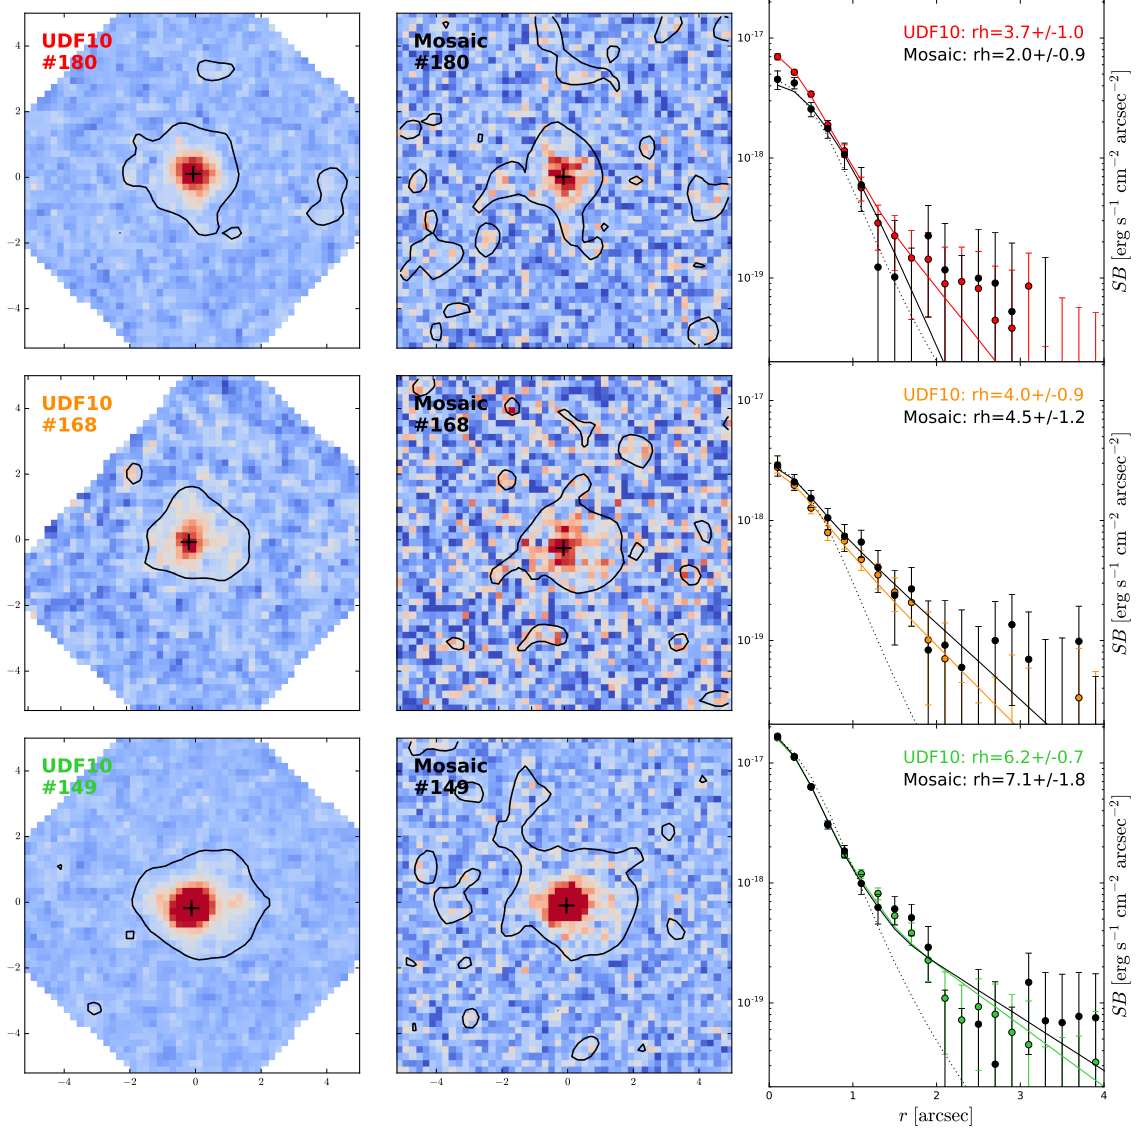 UDF10
#180
4
2
0
−2
−4
Mosaic
#180
UDF10: rh=3.7+/-1.0
Mosaic: rh=2.0+/-0.9
10⁻¹⁷
10⁻¹⁸
10⁻¹⁹
SB [erg s⁻¹ cm⁻² arcsec⁻²]
UDF10
#168
4
2
0
−2
−4
Mosaic
#168
UDF10: rh=4.0+/-0.9
Mosaic: rh=4.5+/-1.2
10⁻¹⁷
10⁻¹⁸
10⁻¹⁹
SB [erg s⁻¹ cm⁻² arcsec⁻²]
UDF10
#149
4
2
0
−2
−4
−4 −2 0 2 4
Mosaic
#149
−4 −2 0 2 4
UDF10: rh=6.2+/-0.7
Mosaic: rh=7.1+/-1.8
10⁻¹⁷
10⁻¹⁸
10⁻¹⁹
SB [erg s⁻¹ cm⁻² arcsec⁻²]
0 1 2 3 4
r [arcsec]